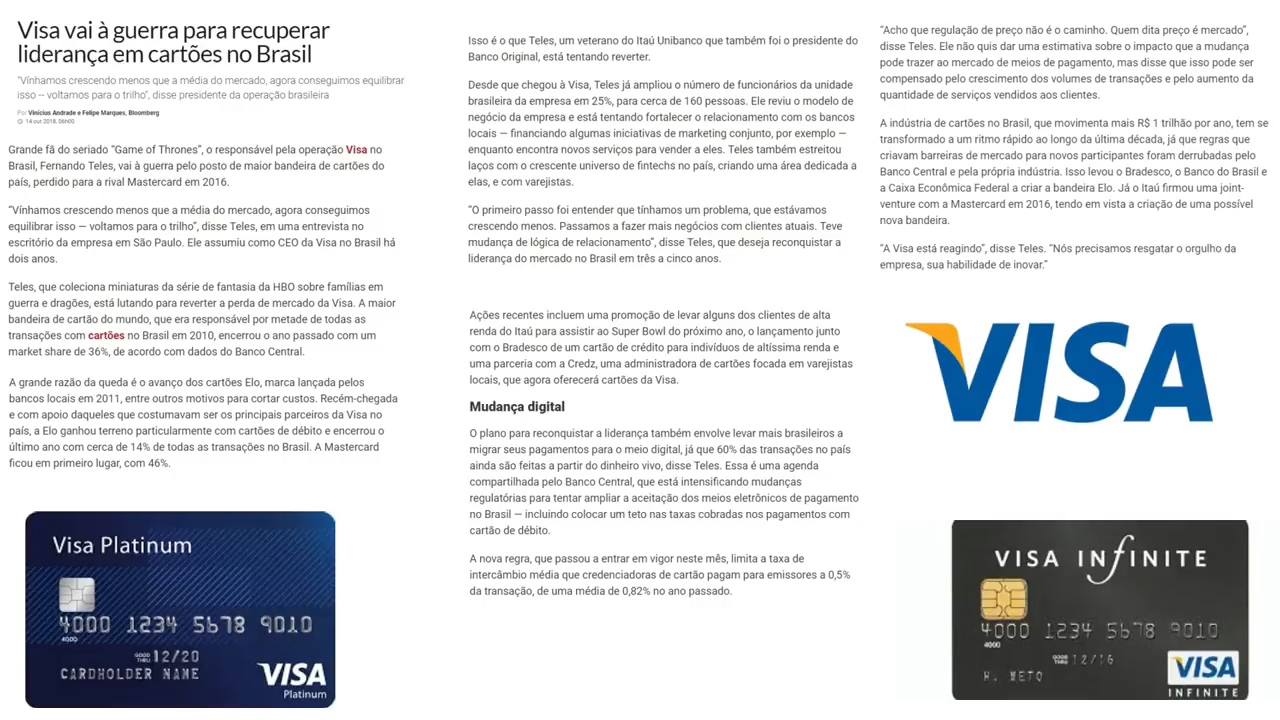 Visa vai à guerra para recuperar
liderança em cartões no Brasil
"Vínhamos crescendo menos que a média do mercado, agora conseguimos equilibrar
isso -- voltamos para o trilho", disse presidente da operação brasileira
Por Vinícius Andrade e Felipe Marques, Bloomberg
14 out 2018, 06h00
Grande fã do seriado “Game of Thrones”, o responsável pela operação Visa no
Brasil, Fernando Teles, vai à guerra pelo posto de maior bandeira de cartões do
país, perdido para a rival Mastercard em 2016.
“Vínhamos crescendo menos que a média do mercado, agora conseguimos
equilibrar isso — voltamos para o trilho”, disse Teles, em uma entrevista no
escritório da empresa em São Paulo. Ele assumiu como CEO da Visa no Brasil há
dois anos.
Teles, que coleciona miniaturas da série de fantasia da HBO sobre famílias em
guerra e dragões, está lutando para reverter a perda de mercado da Visa. A maior
bandeira de cartão do mundo, que era responsável por metade de todas as
transações com cartões no Brasil em 2010, encerrou o ano passado com um
market share de 36%, de acordo com dados do Banco Central.
A grande razão da queda é o avanço dos cartões Elo, marca lançada pelos
bancos locais em 2011, entre outros motivos para cortar custos. Recém-chegada
e com apoio daqueles que costumavam ser os principais parceiros da Visa no
país, a Elo ganhou terreno particularmente com cartões de débito e encerrou o
último ano com cerca de 14% de todas as transações no Brasil. A Mastercard
ficou em primeiro lugar, com 46%.
Visa Platinum
4000 1234 5678 9010
4000
GOOD THRU 12/20
CARDHOLDER NAME
VISA
Platinum
Isso é o que Teles, um veterano do Itaú Unibanco que também foi o presidente do
Banco Original, está tentando reverter.
Desde que chegou à Visa, Teles já ampliou o número de funcionários da unidade
brasileira da empresa em 25%, para cerca de 160 pessoas. Ele reviu o modelo de
negócio da empresa e está tentando fortalecer o relacionamento com os bancos
locais — financiando algumas iniciativas de marketing conjunto, por exemplo —
enquanto encontra novos serviços para vender a eles. Teles também estreitou
laços com o crescente universo de fintechs no país, criando uma área dedicada a
elas, e com varejistas.
“O primeiro passo foi entender que tínhamos um problema, que estávamos
crescendo menos. Passamos a fazer mais negócios com clientes atuais. Teve
mudança de lógica de relacionamento”, disse Teles, que deseja reconquistar a
liderança do mercado no Brasil em três a cinco anos.
Ações recentes incluem uma promoção de levar alguns dos clientes de alta
renda do Itaú para assistir ao Super Bowl do próximo ano, o lançamento junto
com o Bradesco de um cartão de crédito para indivíduos de altíssima renda e
uma parceria com a Credz, uma administradora de cartões focada em varejistas
locais, que agora oferecerá cartões da Visa.
Mudança digital
O plano para reconquistar a liderança também envolve levar mais brasileiros a
migrar seus pagamentos para o meio digital, já que 60% das transações no país
ainda são feitas a partir do dinheiro vivo, disse Teles. Essa é uma agenda
compartilhada pelo Banco Central, que está intensificando mudanças
regulatórias para tentar ampliar a aceitação dos meios eletrônicos de pagamento
no Brasil — incluindo colocar um teto nas taxas cobradas nos pagamentos com
cartão de débito.
A nova regra, que passou a entrar em vigor neste mês, limita a taxa de
intercâmbio média que credenciadoras de cartão pagam para emissores a 0,5%
da transação, de uma média de 0,82% no ano passado.
“Acho que regulação de preço não é o caminho. Quem dita preço é mercado”,
disse Teles. Ele não quis dar uma estimativa sobre o impacto que a mudança
pode trazer ao mercado de meios de pagamento, mas disse que isso pode ser
compensado pelo crescimento dos volumes de transações e pelo aumento da
quantidade de serviços vendidos aos clientes.
A indústria de cartões no Brasil, que movimenta mais R$ 1 trilhão por ano, tem se
transformado a um ritmo rápido ao longo da última década, já que regras que
criavam barreiras de mercado para novos participantes foram derrubadas pelo
Banco Central e pela própria indústria. Isso levou o Bradesco, o Banco do Brasil e
a Caixa Econômica Federal a criar a bandeira Elo. Já o Itaú firmou uma joint-
venture com a Mastercard em 2016, tendo em vista a criação de uma possível
nova bandeira.
“A Visa está reagindo”, disse Teles. “Nós precisamos resgatar o orgulho da
empresa, sua habilidade de inovar.”
VISA
VISA INFINITE
4000 1234 5678 9010
4000
GOOD THRU 12/16
H. WETO
VISA
INFINITE